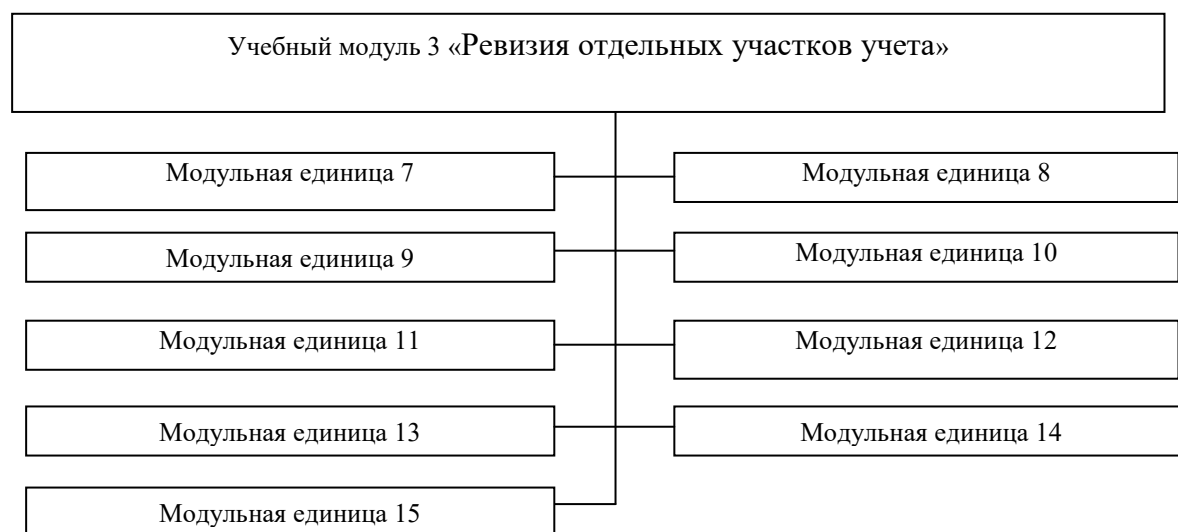 Учебный модуль 3 «Ревизия отдельных участков учета»
Модульная единица 7
Модульная единица 8
Модульная единица 9
Модульная единица 10
Модульная единица 11
Модульная единица 12
Модульная единица 13
Модульная единица 14
Модульная единица 15